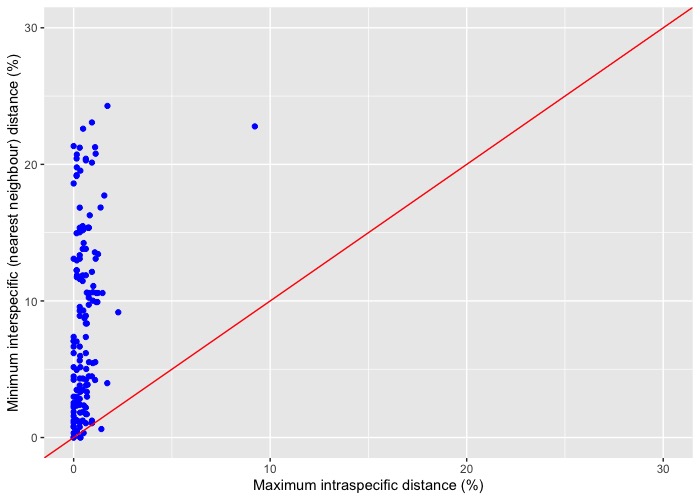 Minimum interspecific (nearest neighbour) distance (%)
30
20
10
0
0 10 20 30
Maximum intraspecific distance (%)